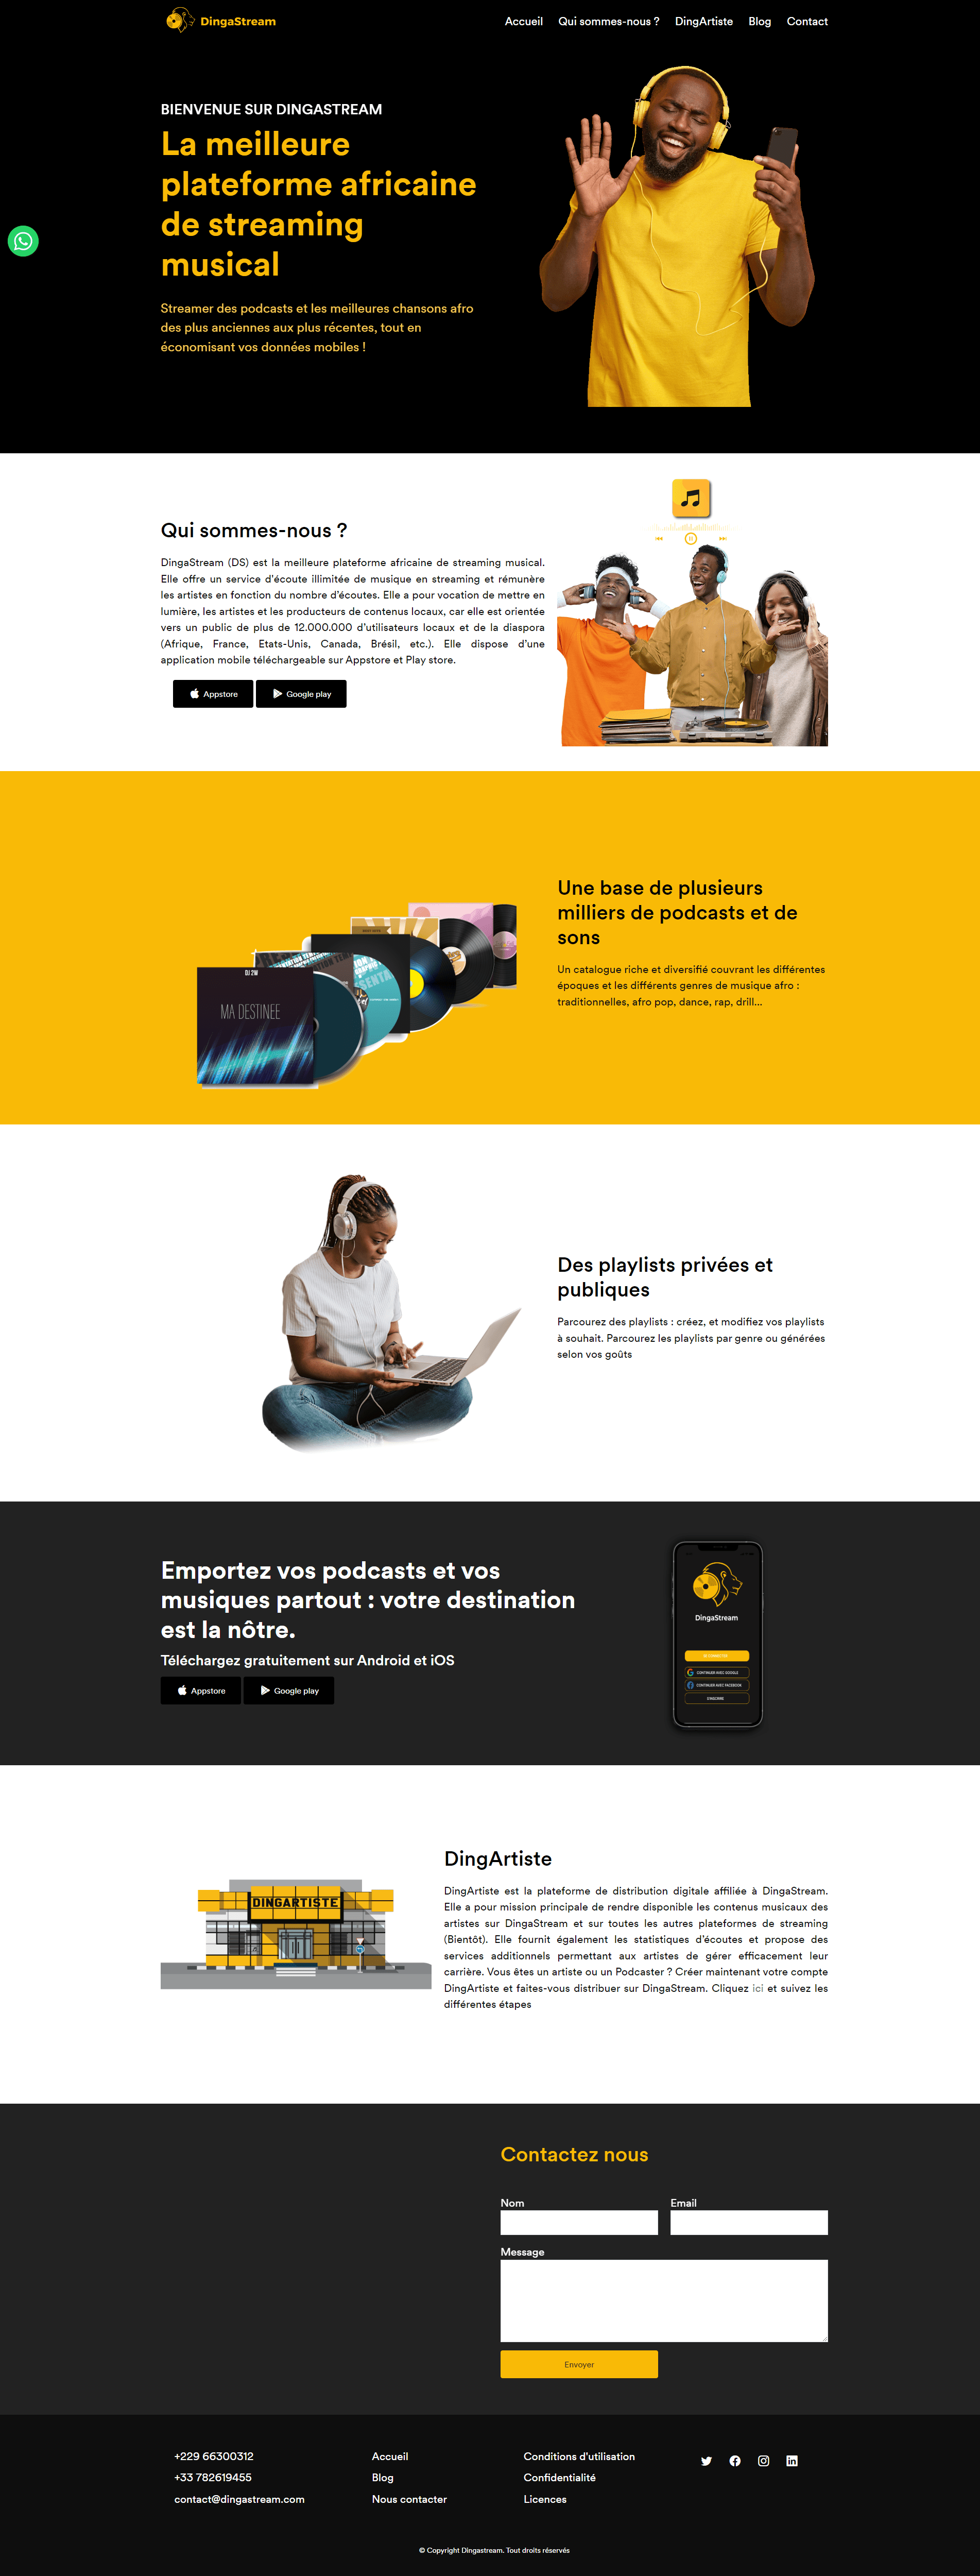 DingaStream
Accueil
Qui sommes-nous ?
DingArtiste
Blog
Contact
BIENVENUE SUR DINGASTREAM
La meilleure
plateforme africaine
de streaming
musical
Streamer des podcasts et les meilleures chansons afro
des plus anciennes aux plus récentes, tout en
économisant vos données mobiles !
Qui sommes-nous ?
DingaStream (DS) est la meilleure plateforme africaine de streaming musical.
Elle offre un service d'écoute illimitée de musique en streaming et rémunère
les artistes en fonction du nombre d'écoutes. Elle a pour vocation de mettre en
lumière, les artistes et les producteurs de contenus locaux, car elle est orientée
vers un public de plus de 12.000.000 d'utilisateurs locaux et de la diaspora
(Afrique, France, Etats-Unis, Canada, Brésil, etc.). Elle dispose d'une
application mobile téléchargeable sur Appstore et Play store.
Appstore
Google play
Une base de plusieurs
milliers de podcasts et de
sons
Un catalogue riche et diversifié couvrant les différentes
époques et les différents genres de musique afro :
traditionnelles, afro pop, dance, rap, drill...
DJ 2W
MA DESTINEE
Des playlists privées et
publiques
Parcourez des playlists : créez, et modifiez vos playlists
à souhait. Parcourez les playlists par genre ou générées
selon vos goûts
Emportez vos podcasts et vos
musiques partout : votre destination
est la nôtre.
Téléchargez gratuitement sur Android et iOS
Appstore
Google play
DingaStream
SE CONNECTER
CONTINUER AVEC GOOGLE
CONTINUER AVEC FACEBOOK
S'INSCRIRE
DINGARTISTE
DingArtiste
DingArtiste est la plateforme de distribution digitale affiliée à DingaStream.
Elle a pour mission principale de rendre disponible les contenus musicaux des
artistes sur DingaStream et sur toutes les autres plateformes de streaming
(Bientôt). Elle fournit également les statistiques d'écoutes et propose des
services additionnels permettant aux artistes de gérer efficacement leur
carrière. Vous êtes un artiste ou un Podcaster ? Créer maintenant votre compte
DingArtiste et faites-vous distribuer sur DingaStream. Cliquez ici et suivez les
différentes étapes
Contactez nous
Nom
Email
Message
Envoyer
+229 66300312
+33 782619455
contact@dingastream.com
Accueil
Blog
Nous contacter
Conditions d'utilisation
Confidentialité
Licences
© Copyright Dingastream. Tout droits réservés